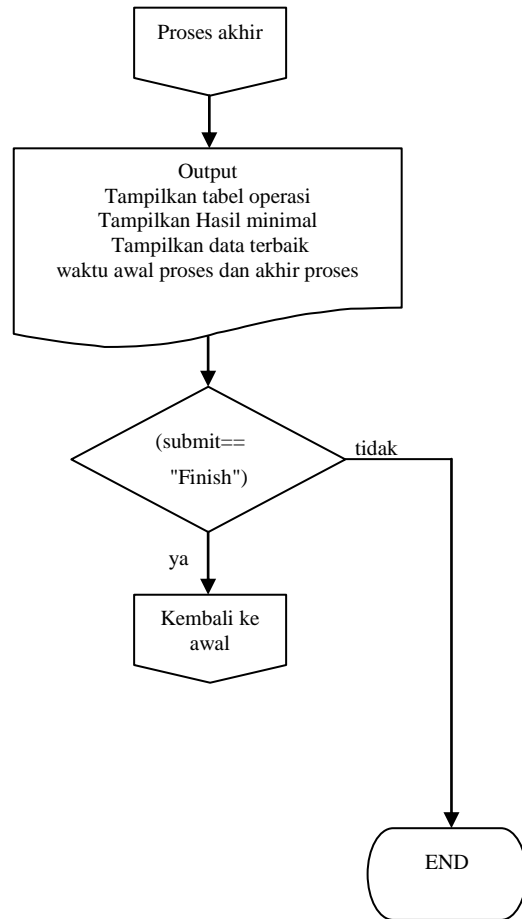 Proses akhir
Output
Tampilkan tabel operasi
Tampilkan Hasil minimal
Tampilkan data terbaik
waktu awal proses dan akhir proses
(submit==
"Finish")
tidak
ya
Kembali ke
awal
END